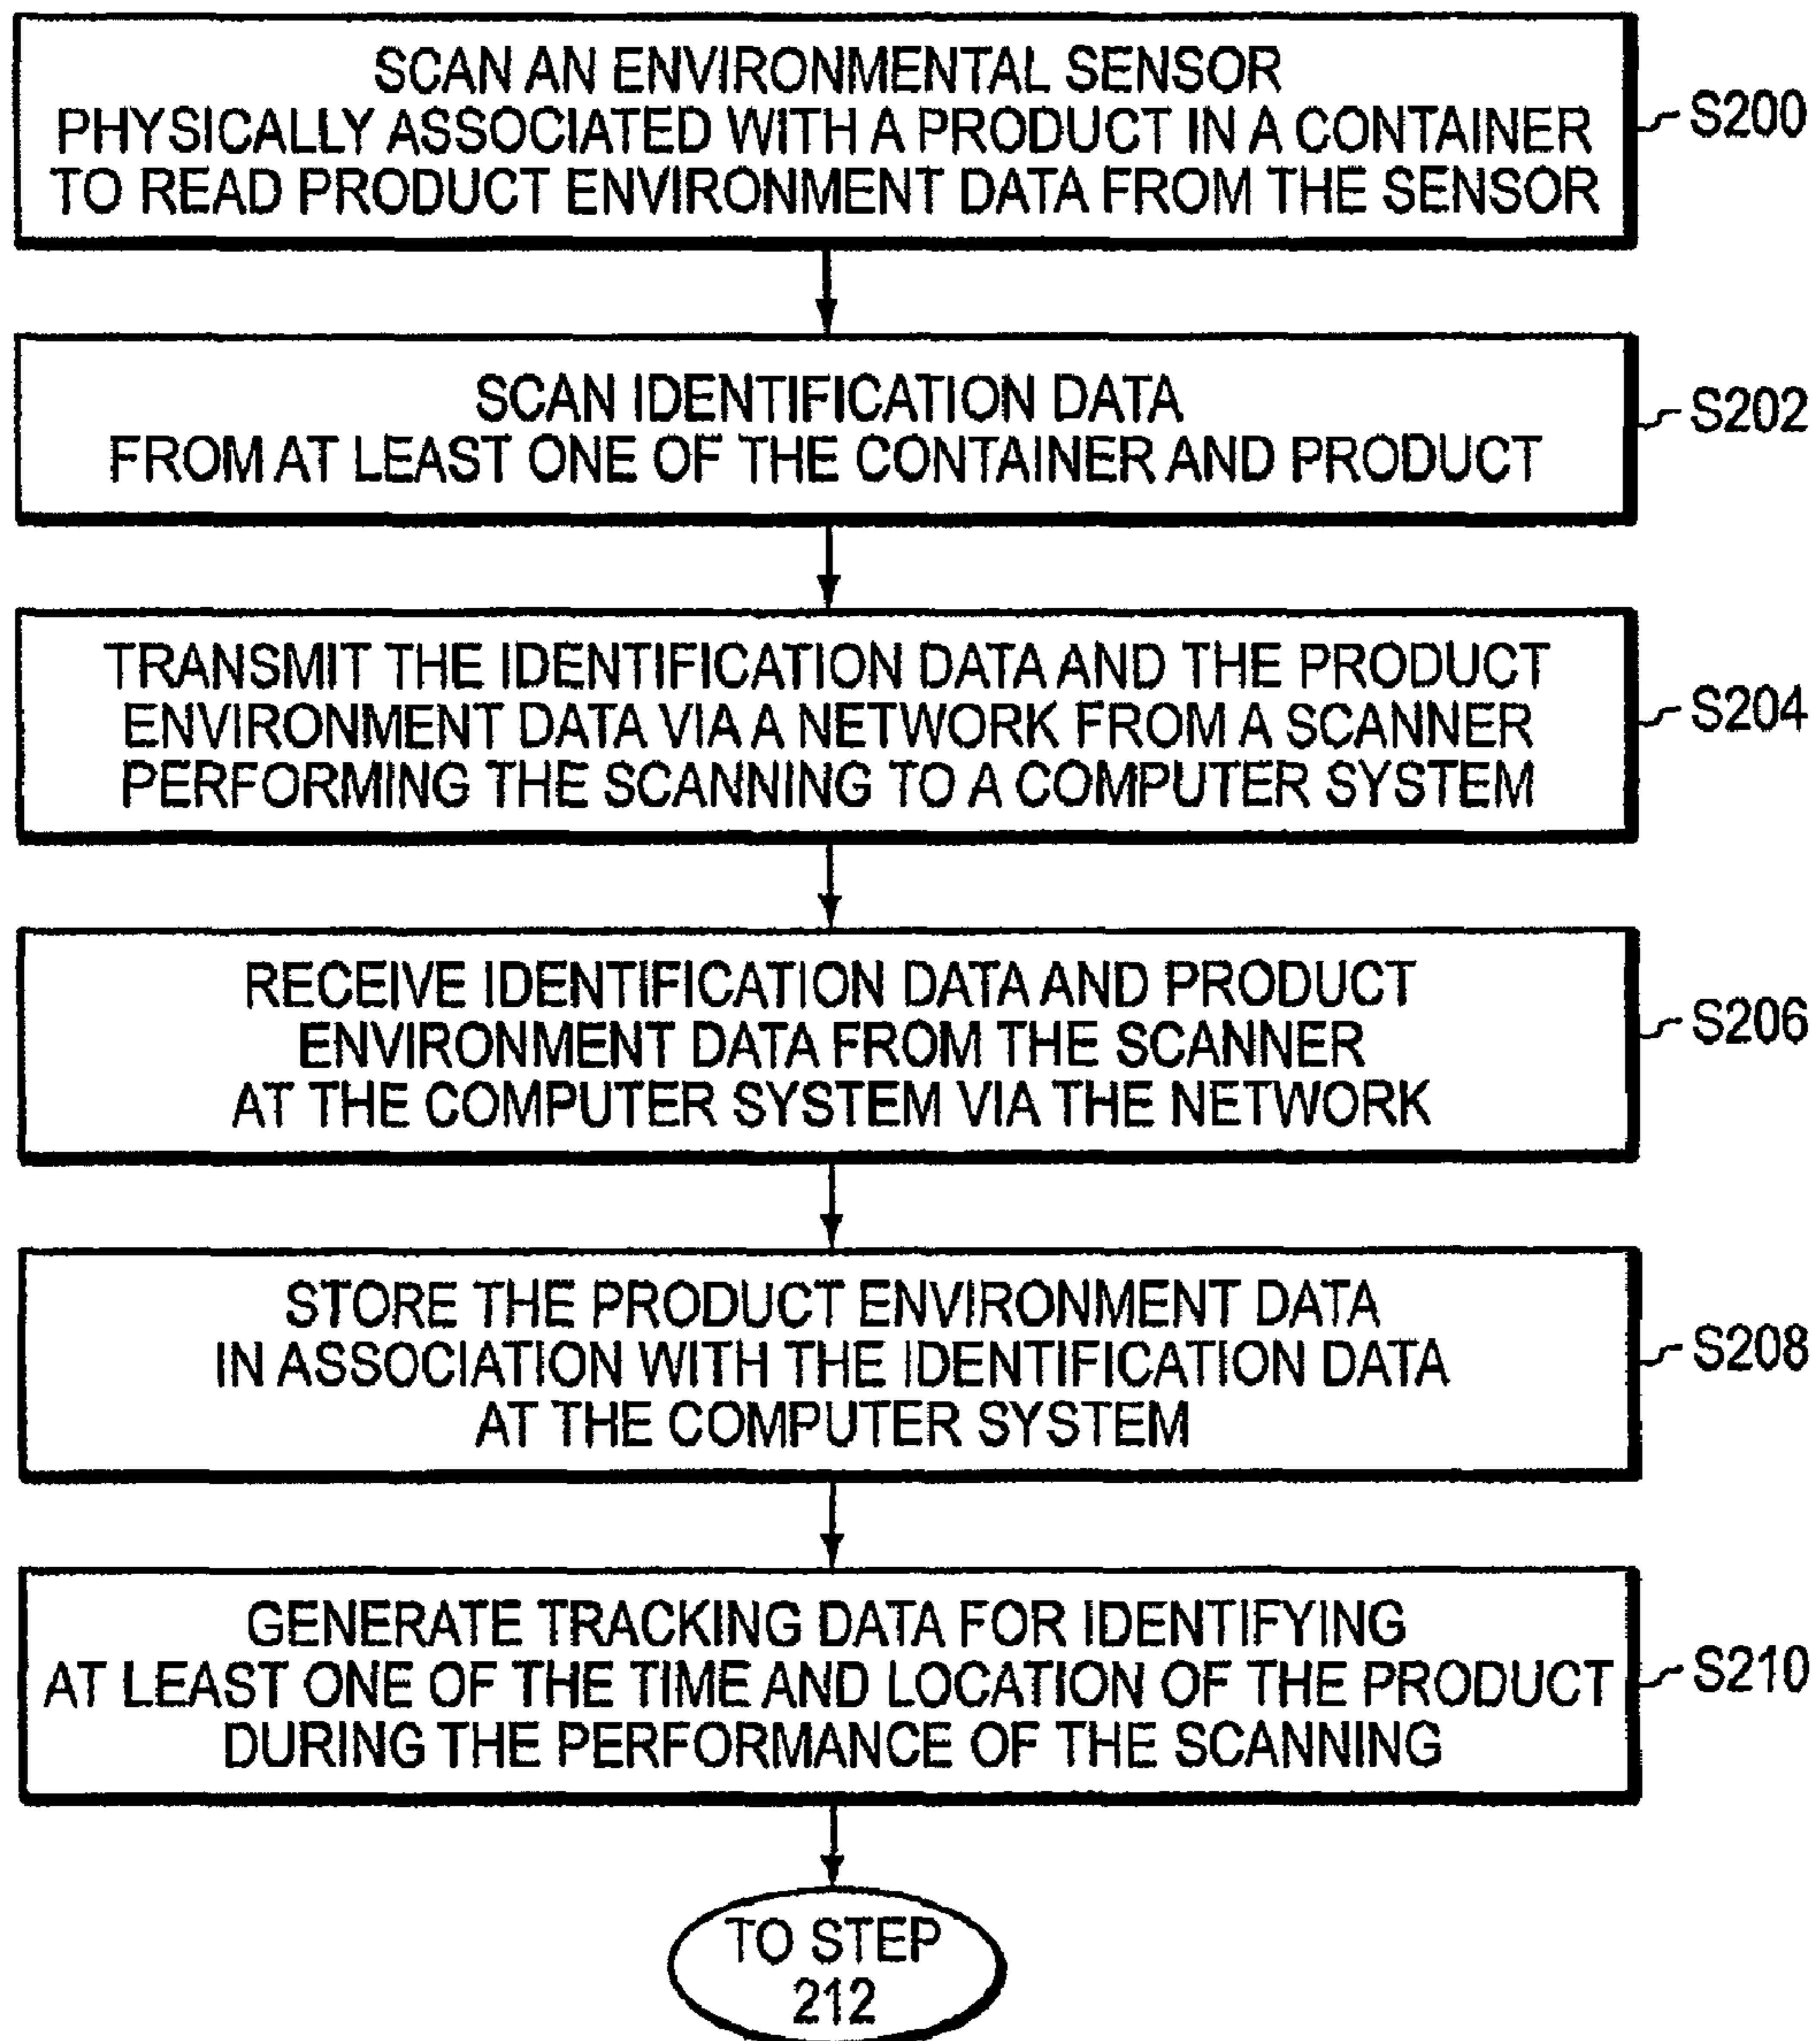 SCAN AN ENVIRONMENTAL SENSOR
PHYSICALLY ASSOCIATED WITH A PRODUCT IN A CONTAINER
TO READ PRODUCT ENVIRONMENT DATA FROM THE SENSOR
S200
SCAN IDENTIFICATION DATA
FROM AT LEAST ONE OF THE CONTAINER AND PRODUCT
S202
TRANSMIT THE IDENTIFICATION DATA AND THE PRODUCT
ENVIRONMENT DATA VIA A NETWORK FROM A SCANNER
PERFORMING THE SCANNING TO A COMPUTER SYSTEM
S204
RECEIVE IDENTIFICATION DATA AND PRODUCT
ENVIRONMENT DATA FROM THE SCANNER
AT THE COMPUTER SYSTEM VIA THE NETWORK
S206
STORE THE PRODUCT ENVIRONMENT DATA
IN ASSOCIATION WITH THE IDENTIFICATION DATA
AT THE COMPUTER SYSTEM
S208
GENERATE TRACKING DATA FOR IDENTIFYING
AT LEAST ONE OF THE TIME AND LOCATION OF THE PRODUCT
DURING THE PERFORMANCE OF THE SCANNING
S210
TO STEP
212